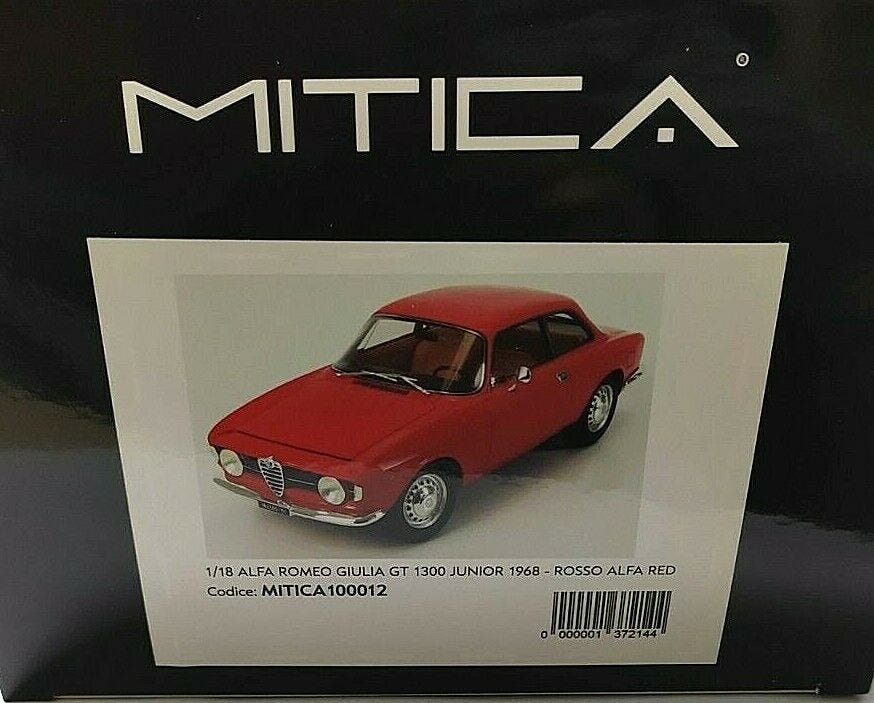 MITICA®
1/18 ALFA ROMEO GIULIA GT 1300 JUNIOR 1968 - ROSSO ALFA RED
Codice: MITICA100012
0 000001 372144